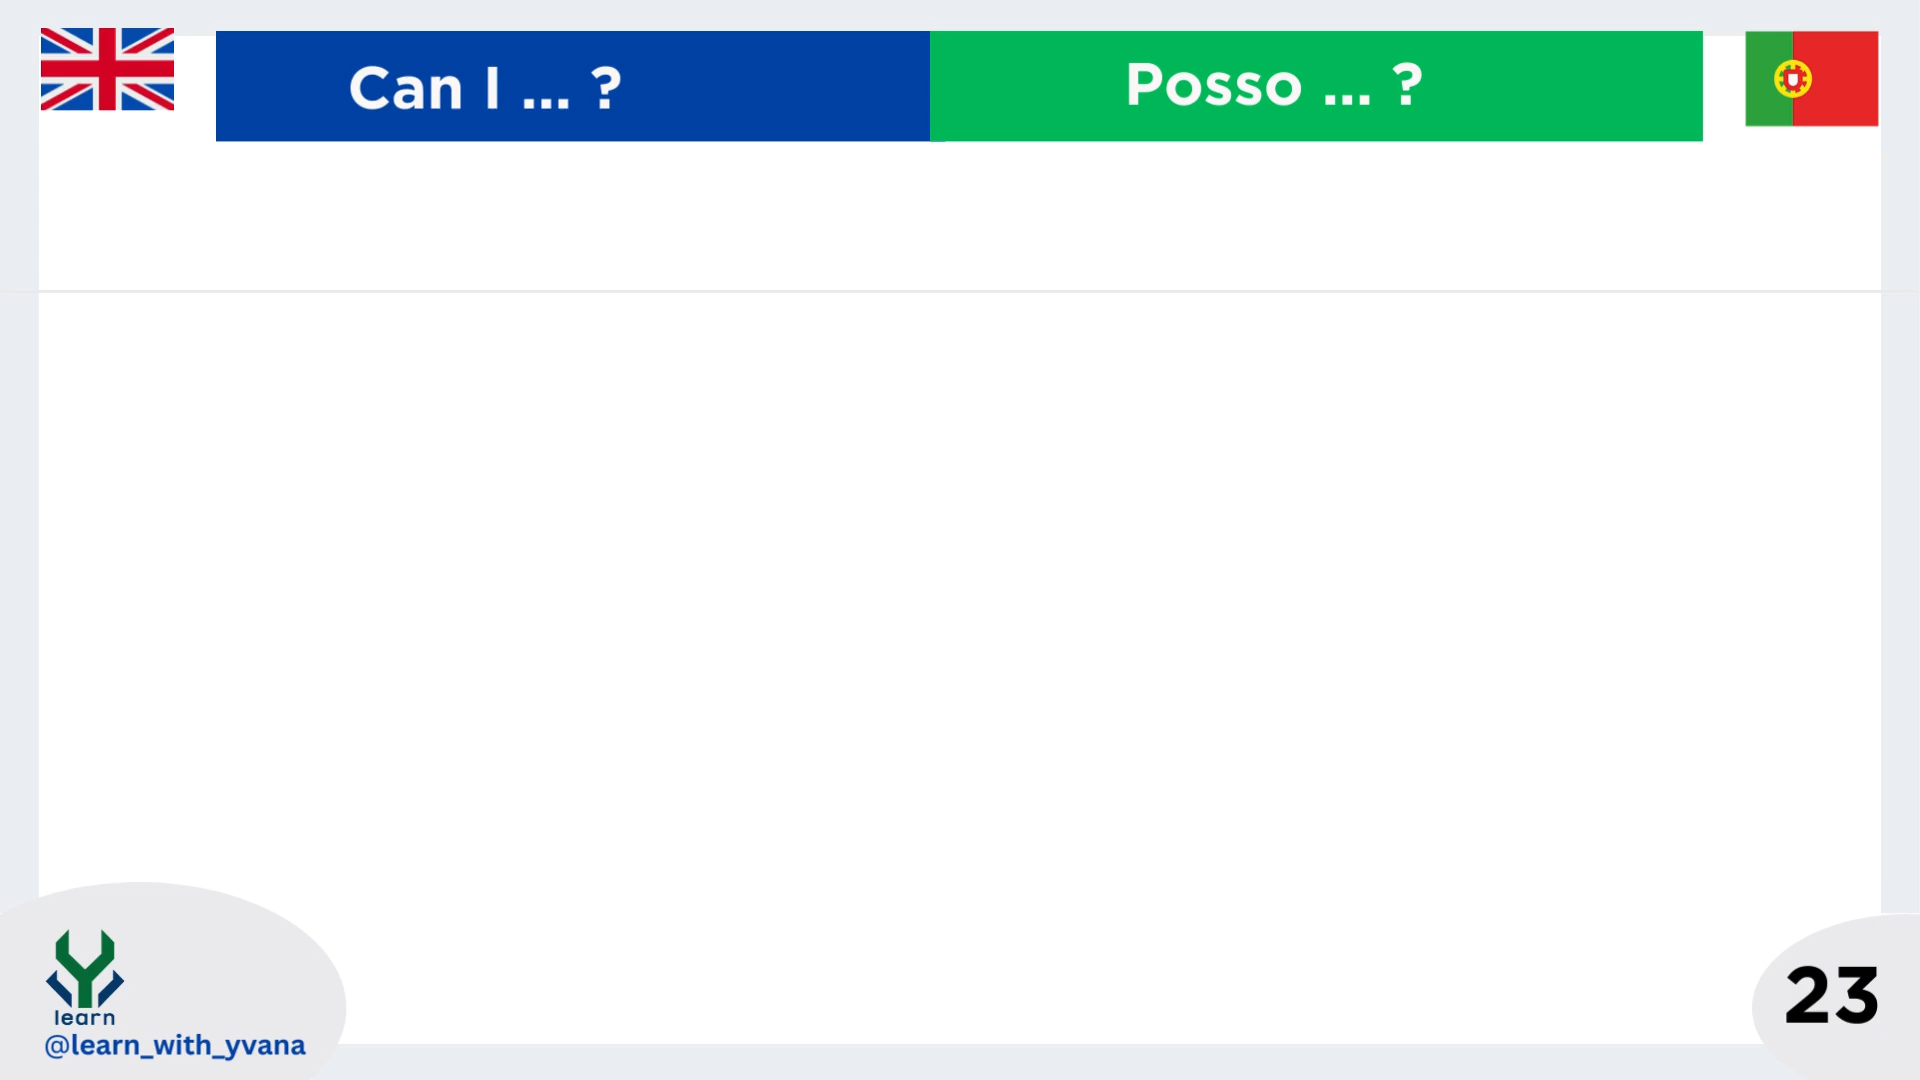 Can I ... ?
Posso ... ?
learn
@learn_with_yvana
23